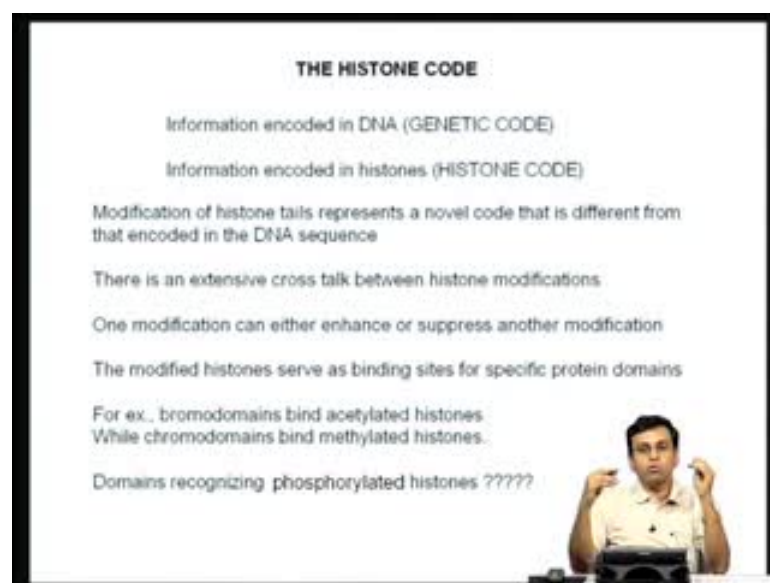 THE HISTONE CODE
Information encoded in DNA (GENETIC CODE)
Information encoded in histones (HISTONE CODE)
Modification of histone tails represents a novel code that is different from
that encoded in the DNA sequence
There is an extensive cross talk between histone modifications
One modification can either enhance or suppress another modification
The modified histones serve as binding sites for specific protein domains
For ex., bromodomains bind acetylated histones
While chromodomains bind methylated histones.
Domains recognizing phosphorylated histones ?????